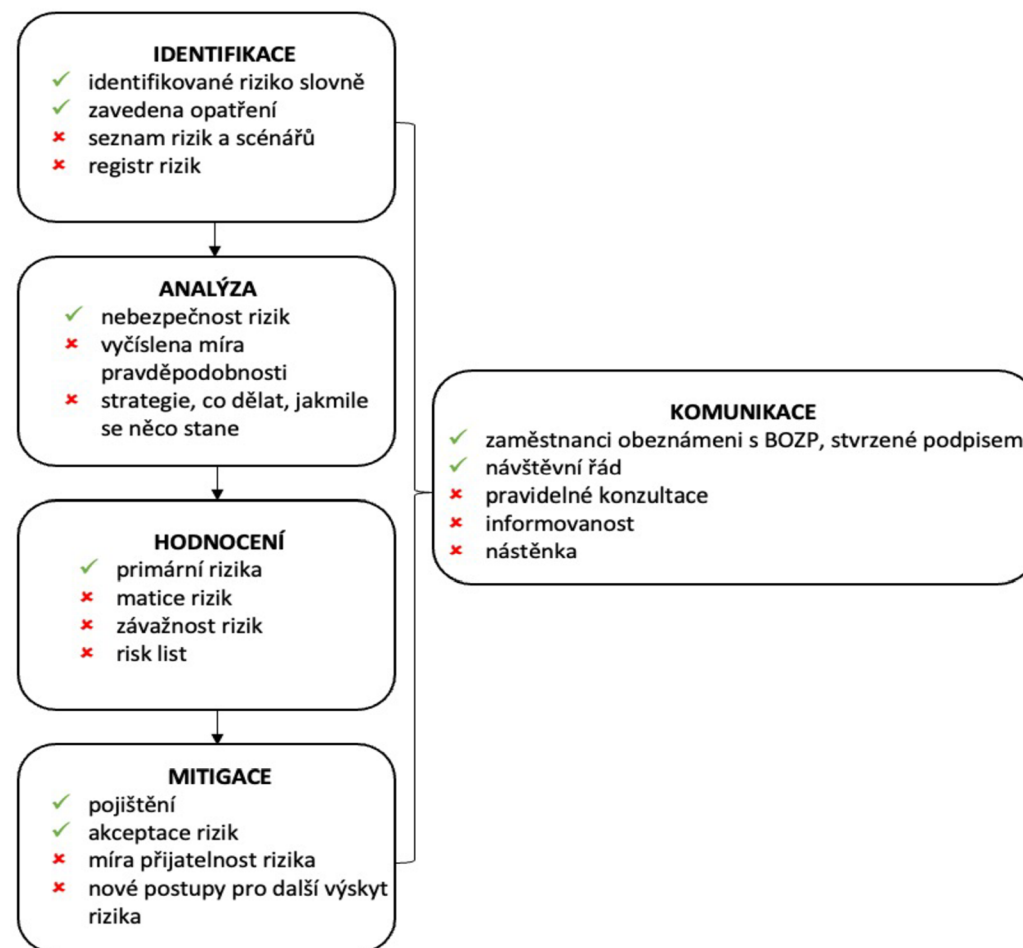 IDENTIFIKACE
identifikované riziko slovně
zavedena opatření
seznam rizik a scénářů
registr rizik
ANALÝZA
nebezpečnost rizik
vyčíslena míra
pravděpodobnosti
strategie, co dělat, jakmile
se něco stane
HODNOCENÍ
primární rizika
matice rizik
závažnost rizik
risk list
MITIGACE
pojištění
akceptace rizik
míra přijatelnost rizika
nové postupy pro další výskyt
rizika
KOMUNIKACE
zaměstnanci obeznámeni s BOZP, stvrzené podpisem
návštěvní řád
pravidelné konzultace
informovanost
nástěnka